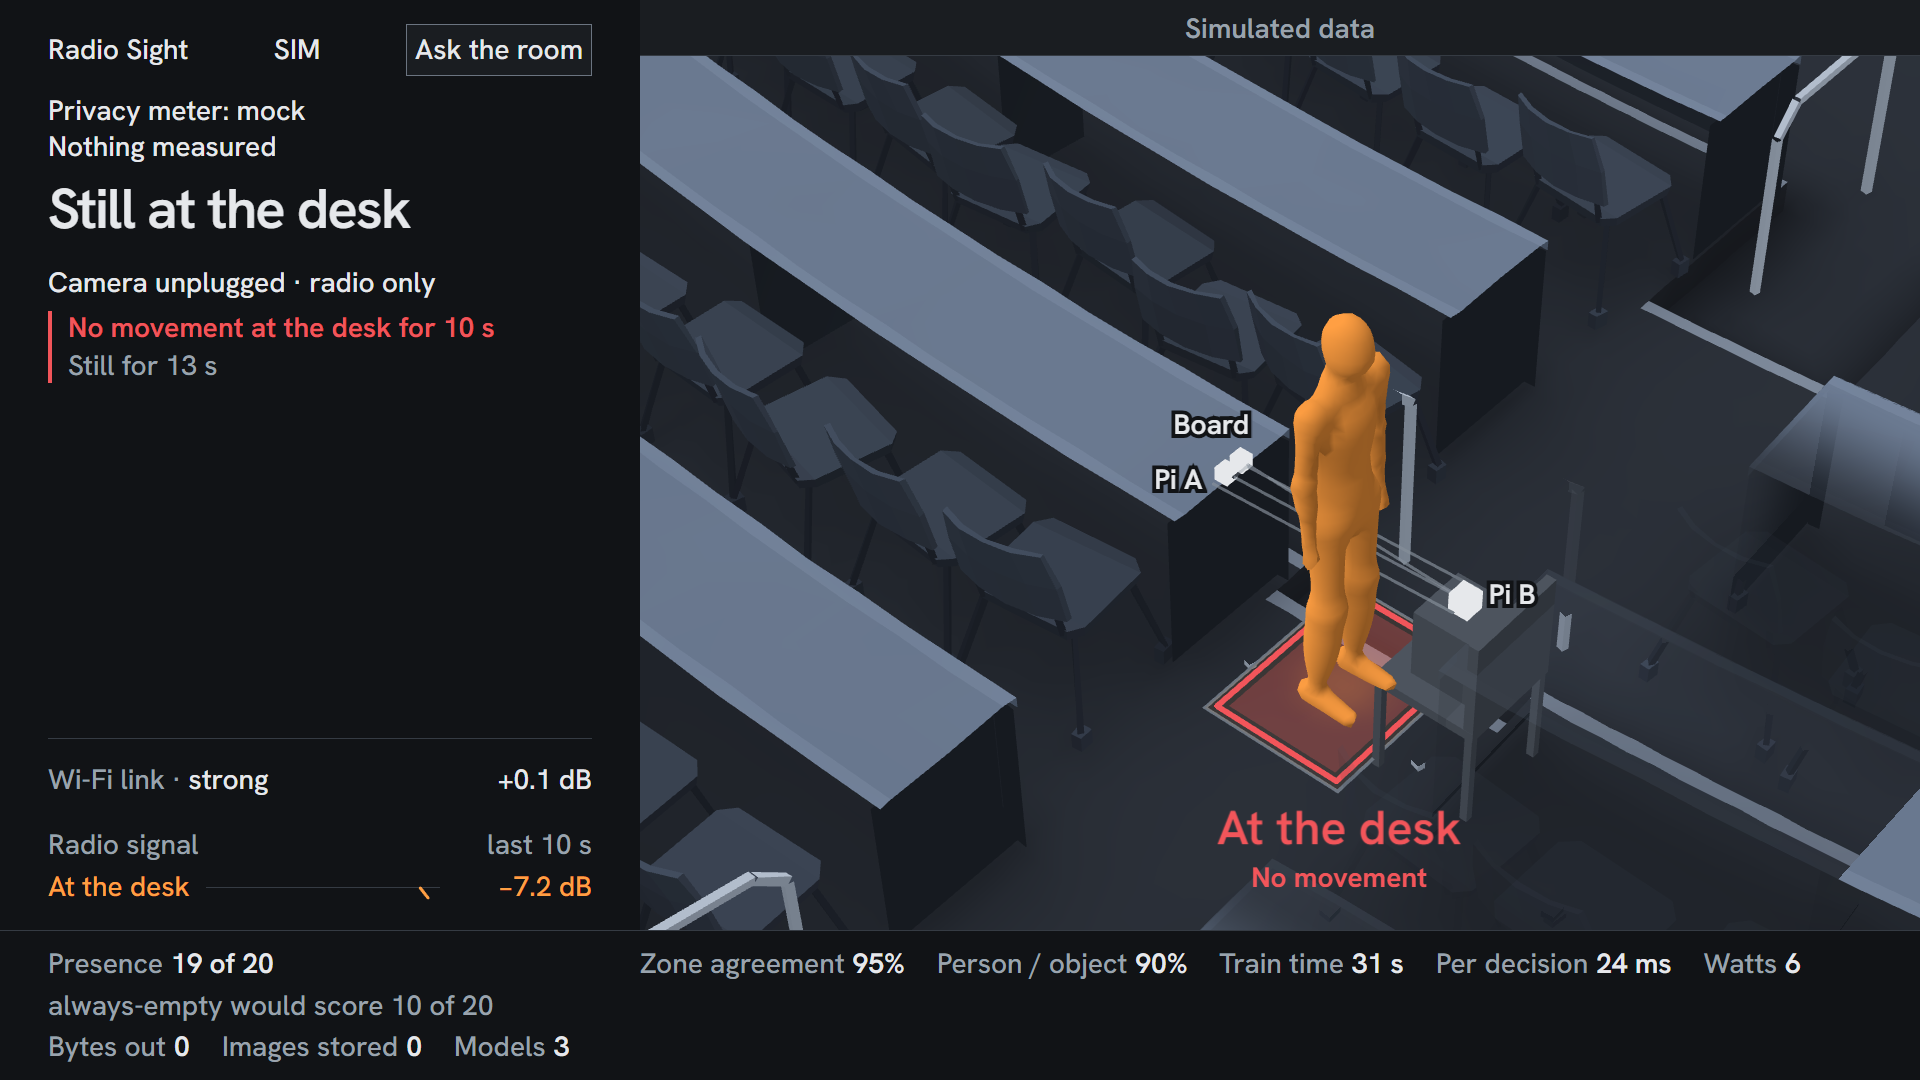 Radio Sight SIM Ask the room
Privacy meter: mock
Nothing measured
Still at the desk
Camera unplugged · radio only
No movement at the desk for 10 s
Still for 13 s
Wi-Fi link · strong +0.1 dB
Radio signal last 10 s
At the desk −7.2 dB
Simulated data
Board
Pi A
Pi B
At the desk
No movement
Presence 19 of 20
always-empty would score 10 of 20
Bytes out 0 Images stored 0 Models 3
Zone agreement 95% Person / object 90% Train time 31 s Per decision 24 ms Watts 6